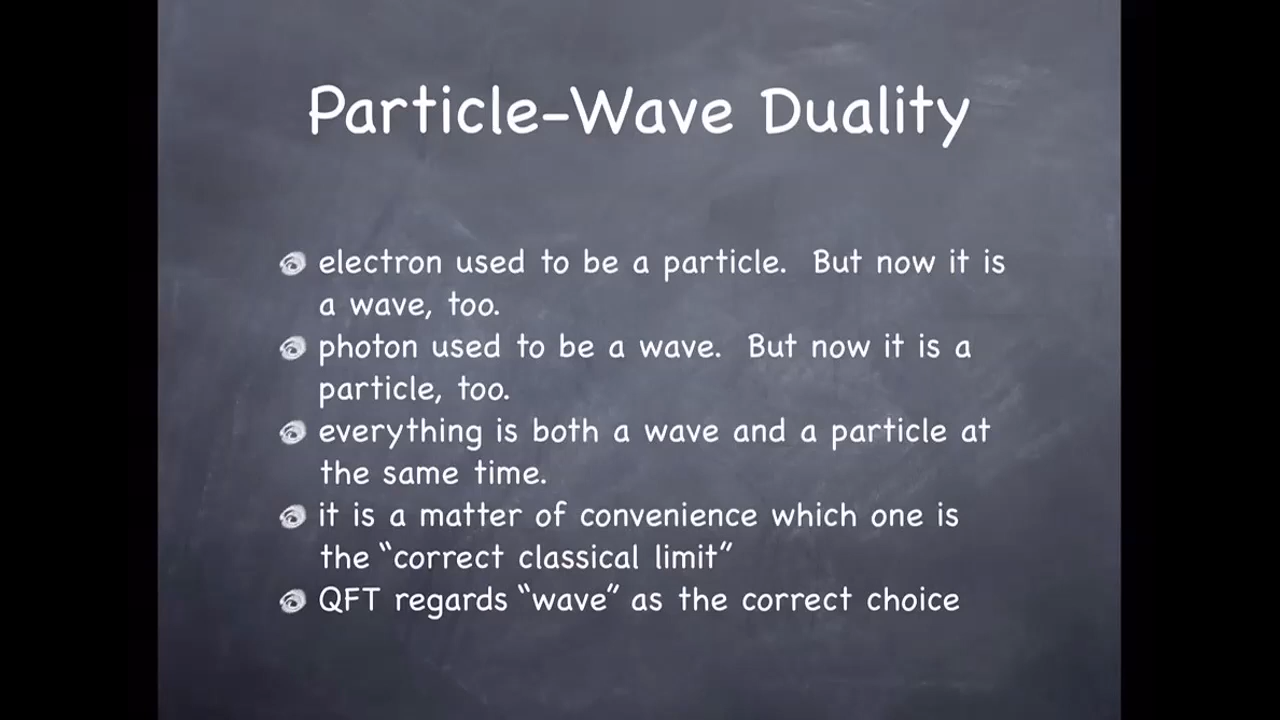 Particle-Wave Duality
electron used to be a particle. But now it is
a wave, too.
photon used to be a wave. But now it is a
particle, too.
everything is both a wave and a particle at
the same time.
it is a matter of convenience which one is
the “correct classical limit”
QFT regards “wave” as the correct choice